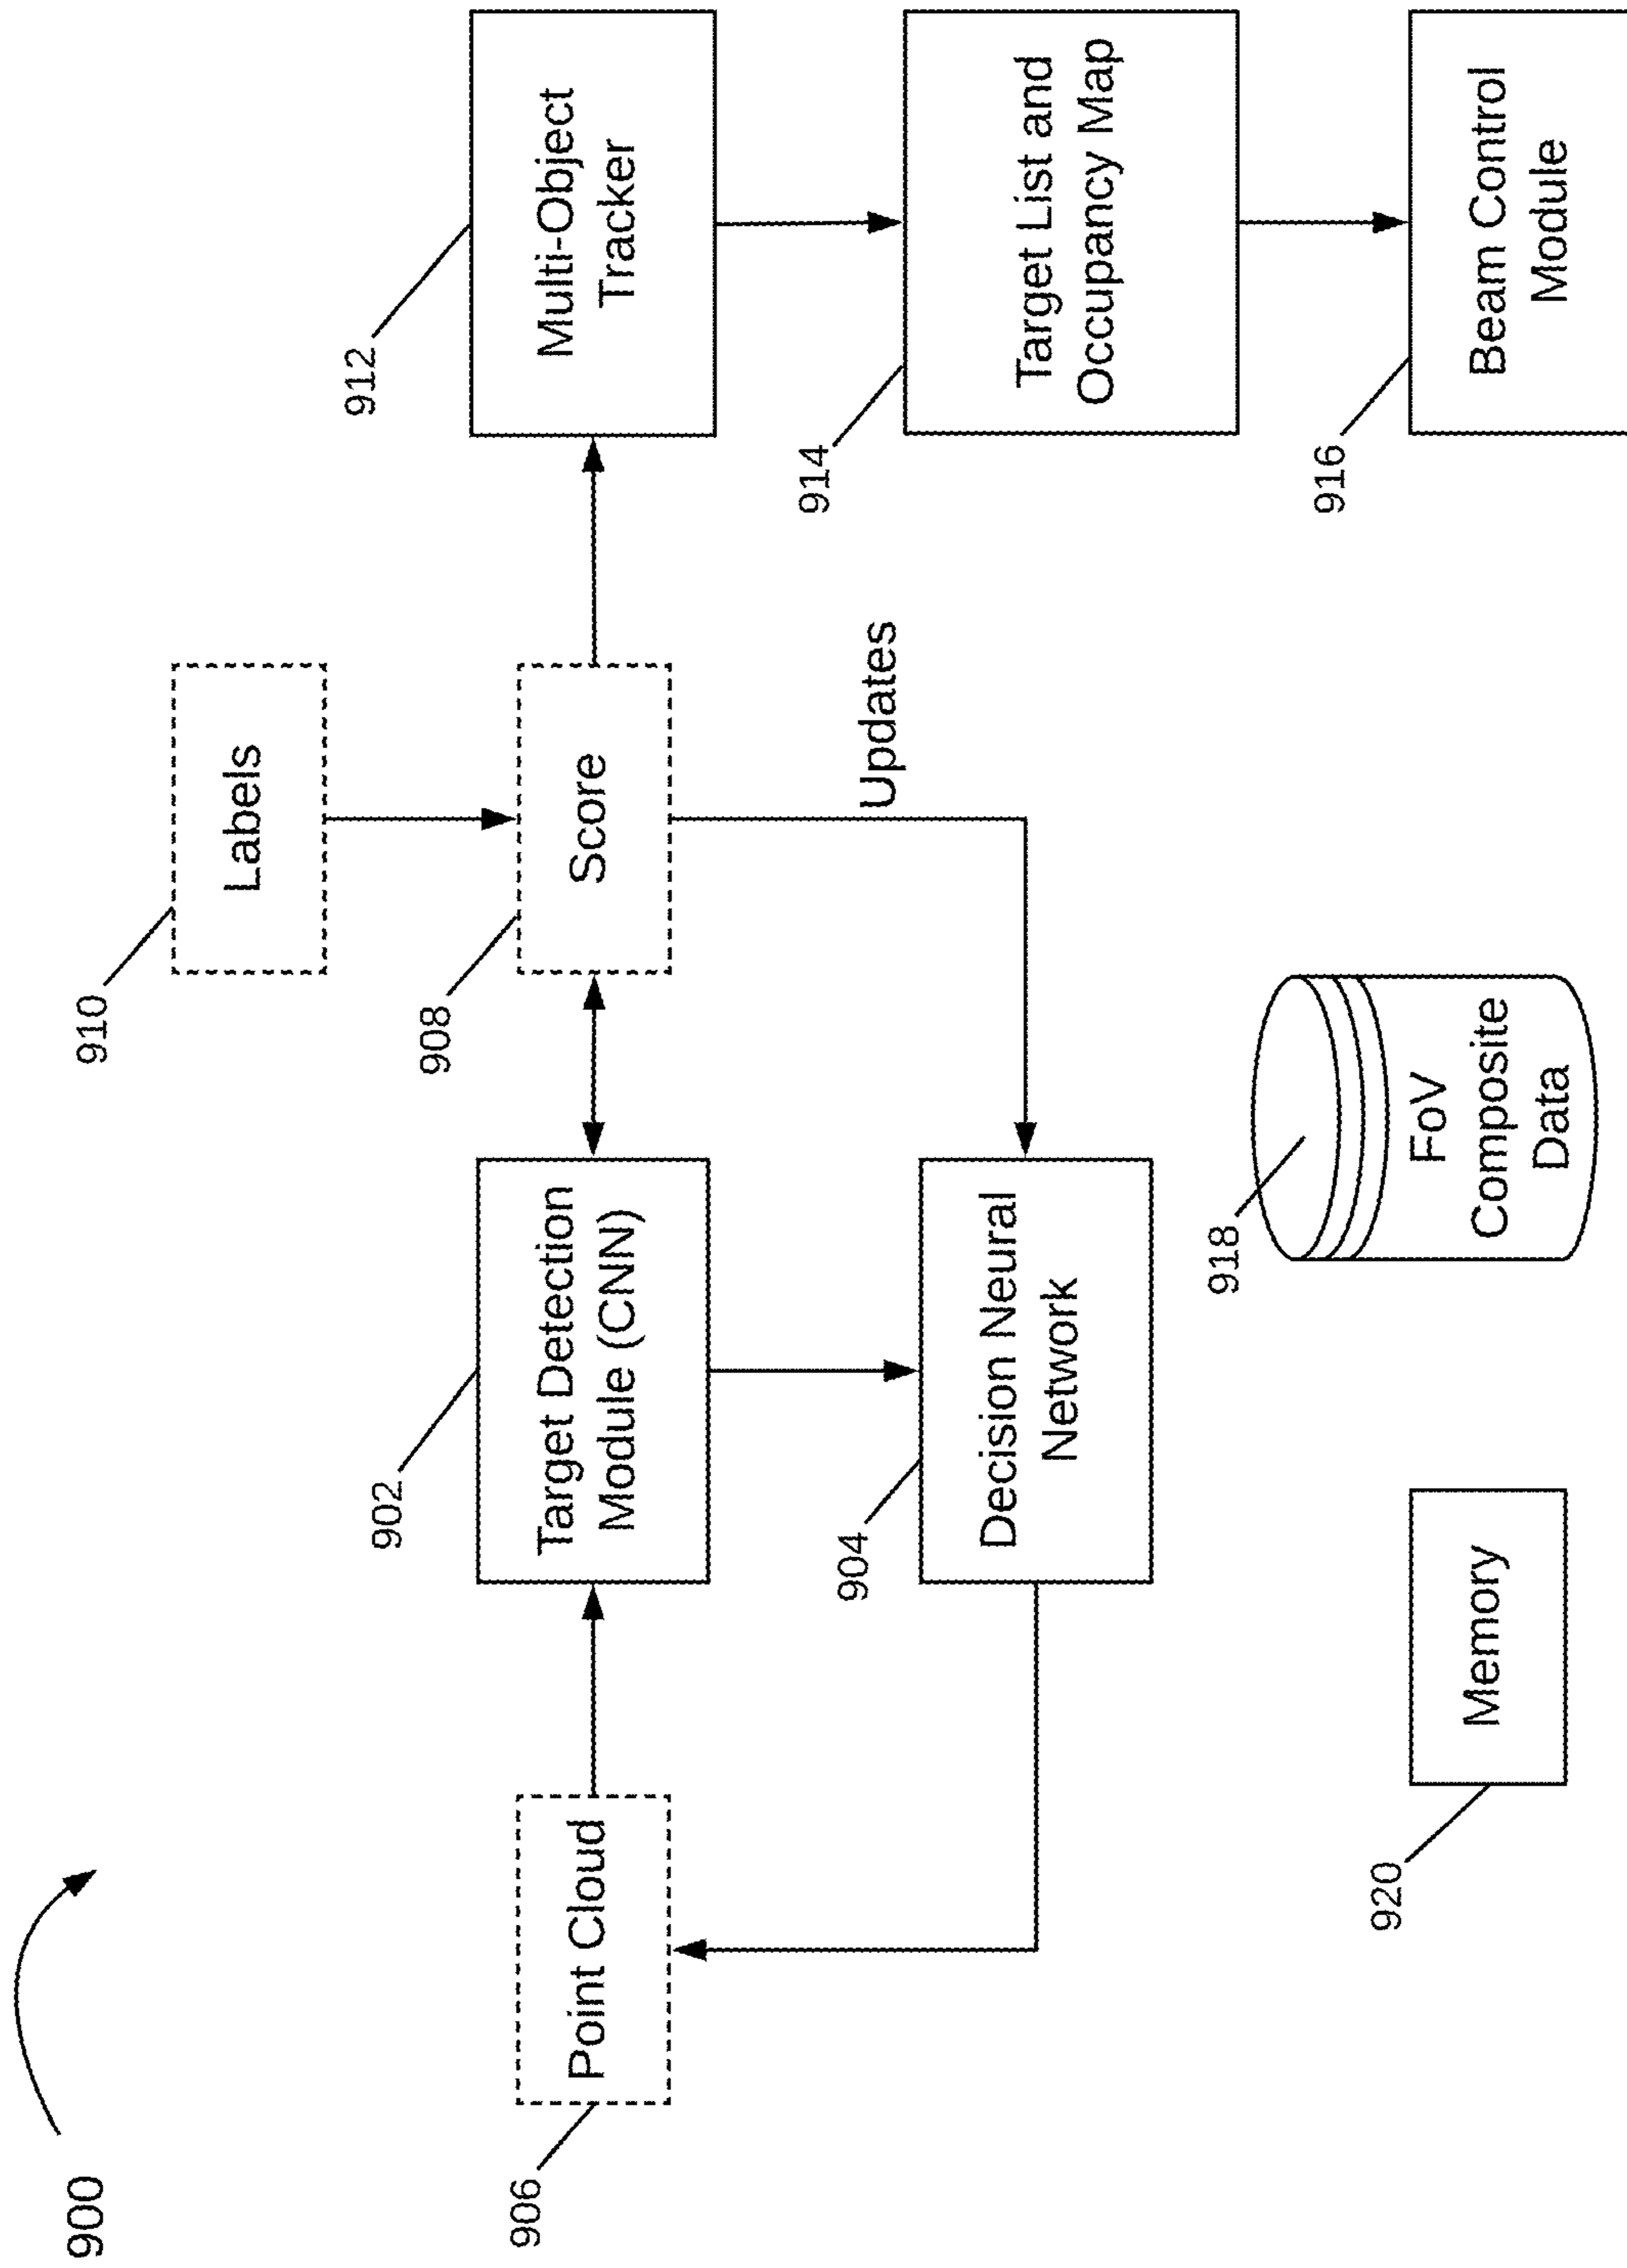 900
910
Labels
912
Multi-Object
Tracker
908
Score
902
Target Detection
Module (CNN)
906
Point Cloud
Updates
914
Target List and
Occupancy Map
904
Decision Neural
Network
918
FoV
Composite
Data
916
Beam Control
Module
920
Memory